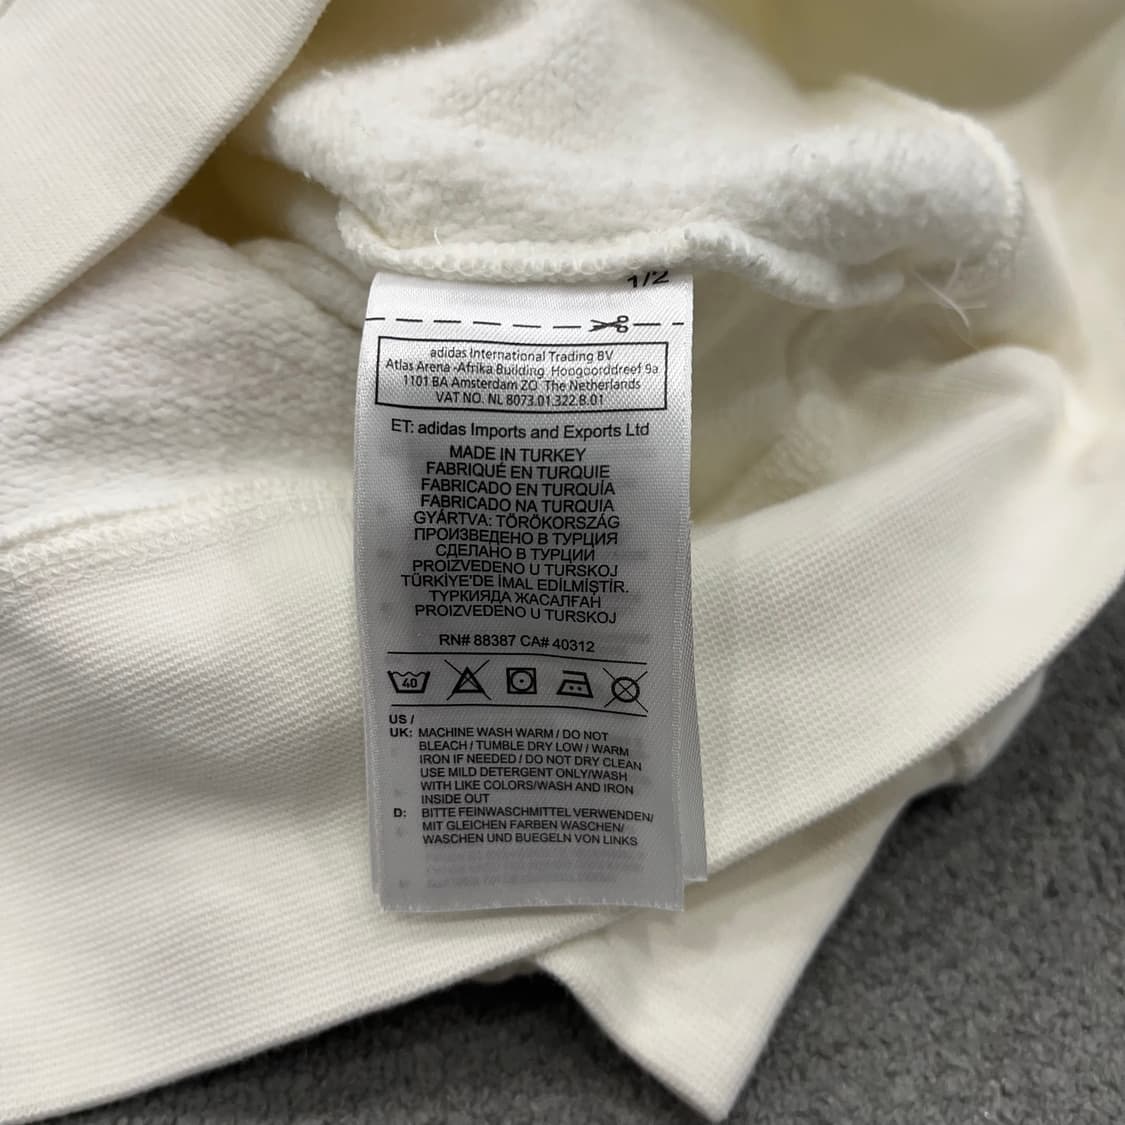 1/2
adidas International Trading BV
Atlas Arena -Afrika Building, Hoogoorddreef 9a
1101 BA Amsterdam ZO The Netherlands
VAT NO. NL 8073.01.322.B.01
ET: adidas Imports and Exports Ltd
MADE IN TURKEY
FABRIQUÉ EN TURQUIE
FABRICADO EN TURQUÍA
FABRICADO NA TURQUIA
GYÁRTVA: TÖRÖKORSZÁG
ПРОИЗВЕДЕНО В ТУРЦИЯ
СДЕЛАНО В ТУРЦИИ
PROIZVEDENO U TURSKOJ
TÜRKİYE'DE İMAL EDİLMİŞTİR.
ТУРКИЯДА ЖАСАЛҒАН
PROIZVEDENO U TURSKOJ
RN# 88387 CA# 40312
40
US /
UK: MACHINE WASH WARM / DO NOT
BLEACH / TUMBLE DRY LOW / WARM
IRON IF NEEDED / DO NOT DRY CLEAN
USE MILD DETERGENT ONLY/WASH
WITH LIKE COLORS/WASH AND IRON
INSIDE OUT
D: BITTE FEINWASCHMITTEL VERWENDEN/
MIT GLEICHEN FARBEN WASCHEN/
WASCHEN UND BUEGELN VON LINKS